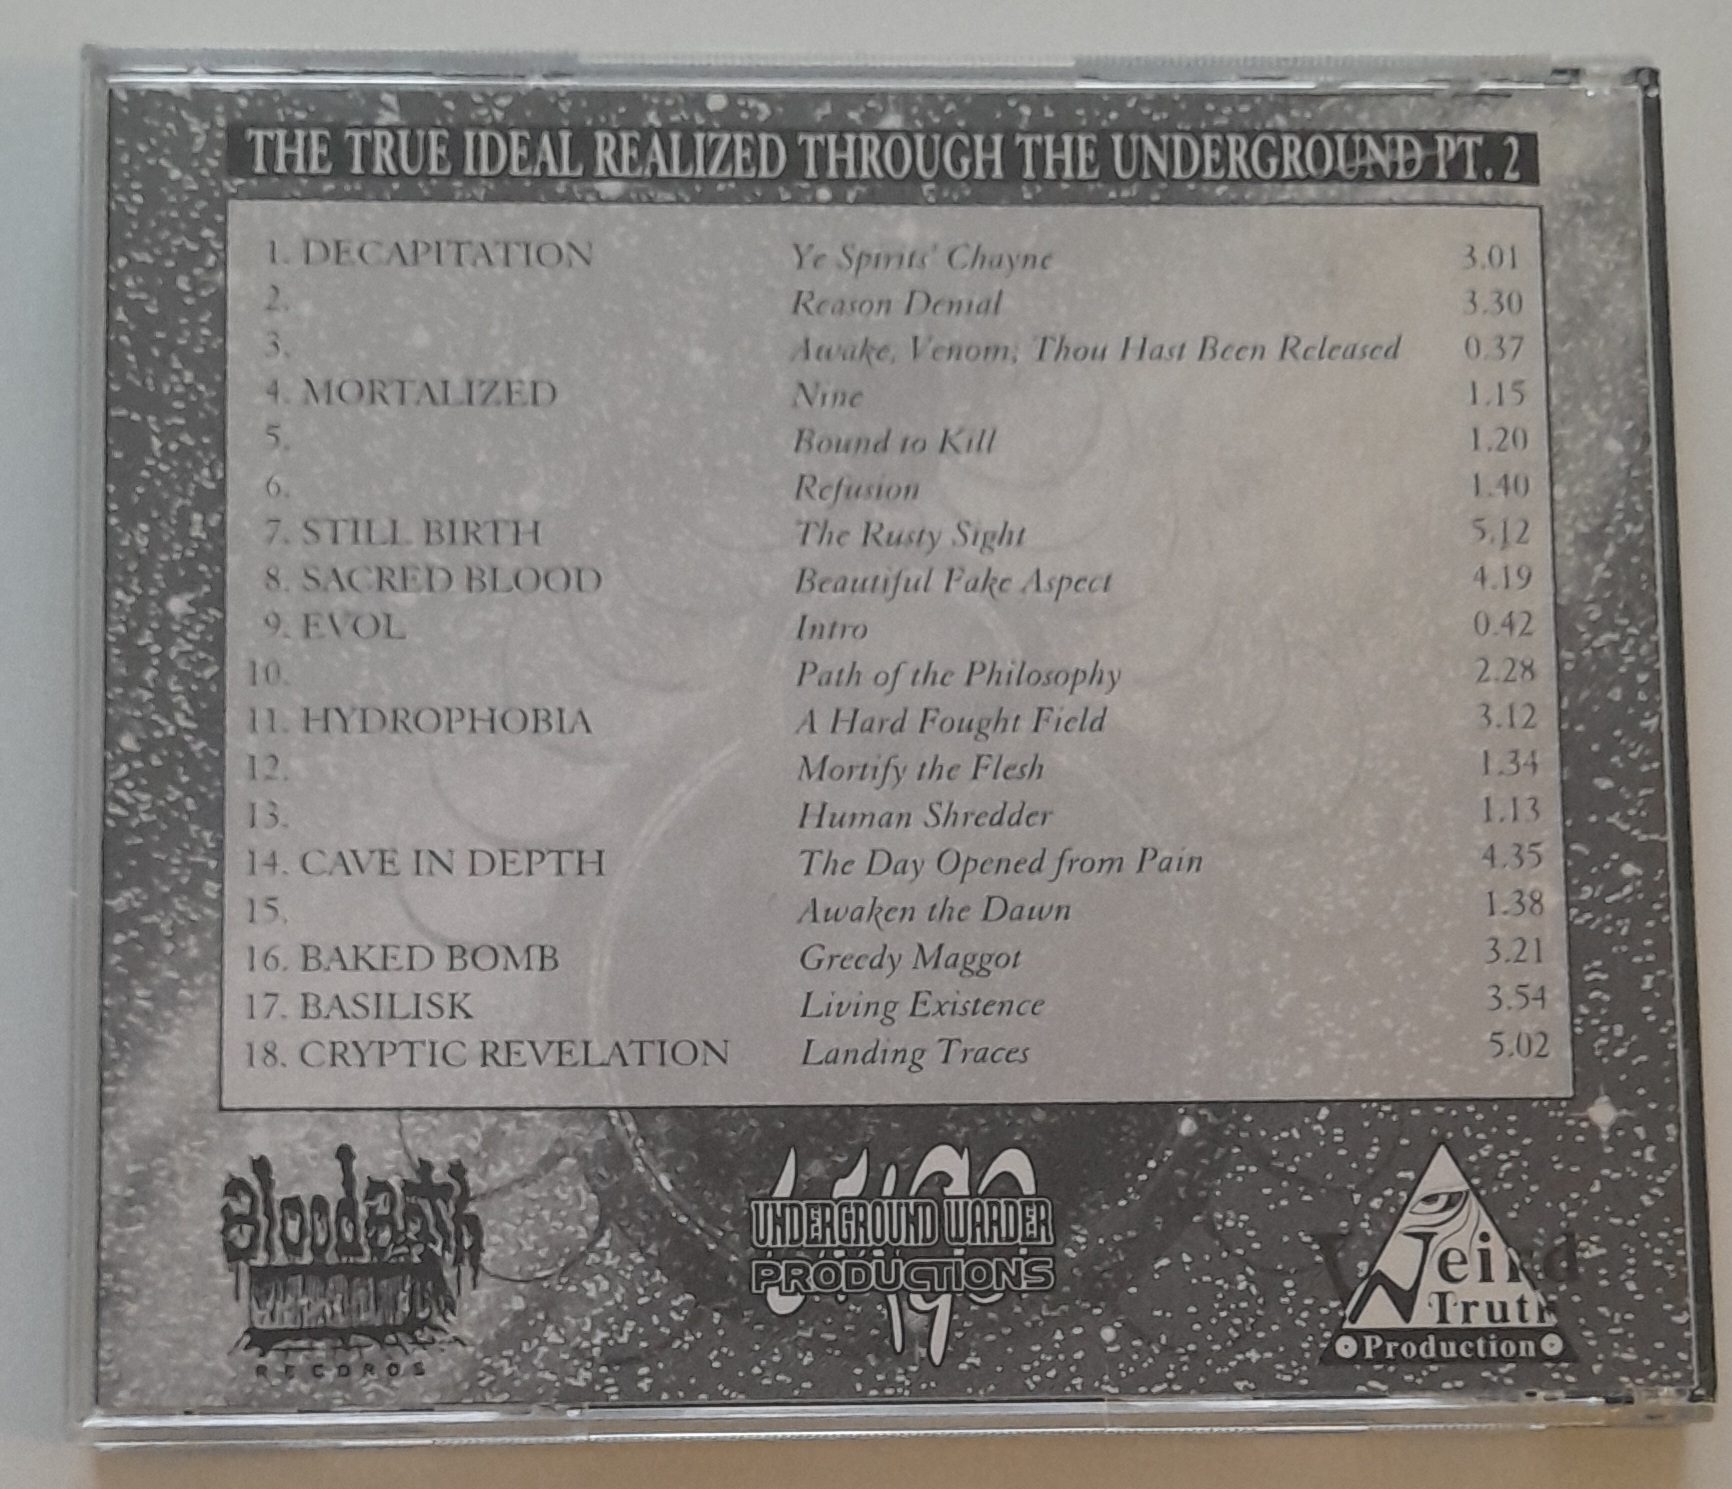 THE TRUE IDEAL REALIZED THROUGH THE UNDERGROUND PT. 2
1. DECAPITATION Ye Spirits' Chayne 3.01
2. Reason Denial 3.30
3. Awake, Venom; Thou Hast Been Released 0.37
4. MORTALIZED Nine 1.15
5. Bound to Kill 1.20
6. Refusion 1.40
7. STILL BIRTH The Rusty Sight 5.12
8. SACRED BLOOD Beautiful Fake Aspect 4.19
9. EVOL Intro 0.42
10. Path of the Philosophy 2.28
11. HYDROPHOBIA A Hard Fought Field 3.12
12. Mortify the Flesh 1.34
13. Human Shredder 1.13
14. CAVE IN DEPTH The Day Opened from Pain 4.35
15. Awaken the Dawn 1.38
16. BAKED BOMB Greedy Maggot 3.21
17. BASILISK Living Existence 3.54
18. CRYPTIC REVELATION Landing Traces 5.02
Bloodbath
RECORDS
UNDERGROUND WARDER
PRODUCTIONS
Weird
Truth
Production